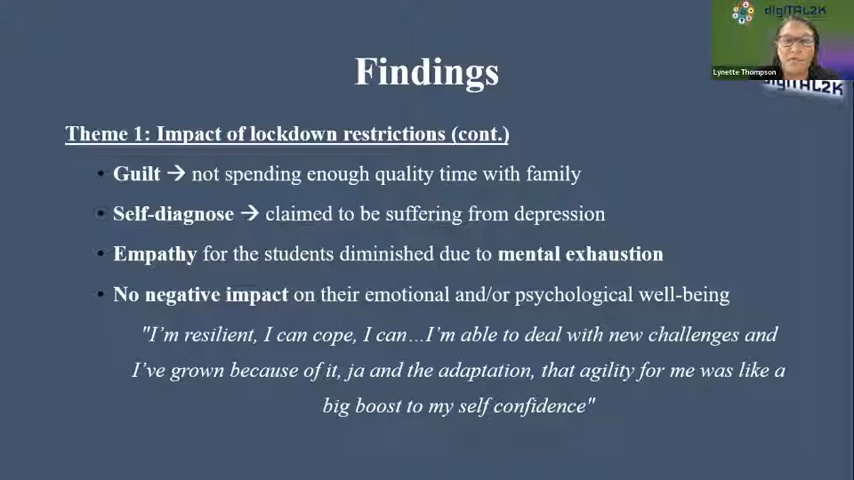 digiTAL2K
Lynette Thompson
digiTAL2K
Findings
Theme 1: Impact of lockdown restrictions (cont.)
• Guilt → not spending enough quality time with family
• Self-diagnose → claimed to be suffering from depression
• Empathy for the students diminished due to mental exhaustion
• No negative impact on their emotional and/or psychological well-being
"I'm resilient, I can cope, I can…I'm able to deal with new challenges and
I've grown because of it, ja and the adaptation, that agility for me was like a
big boost to my self confidence"